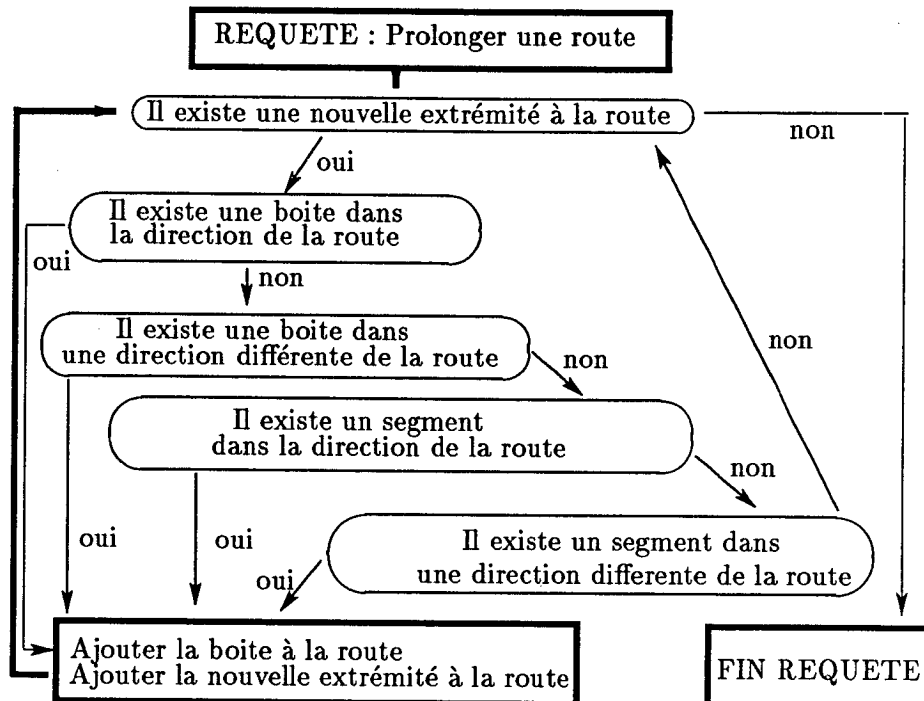 REQUETE : Prolonger une route
Il existe une nouvelle extrémité à la route
non
oui
Il existe une boite dans
la direction de la route
oui
non
Il existe une boite dans
une direction différente de la route
non
non
Il existe un segment
dans la direction de la route
non
oui
oui
Il existe un segment dans
une direction differente de la route
oui
Ajouter la boite à la route
Ajouter la nouvelle extrémité à la route
FIN REQUETE